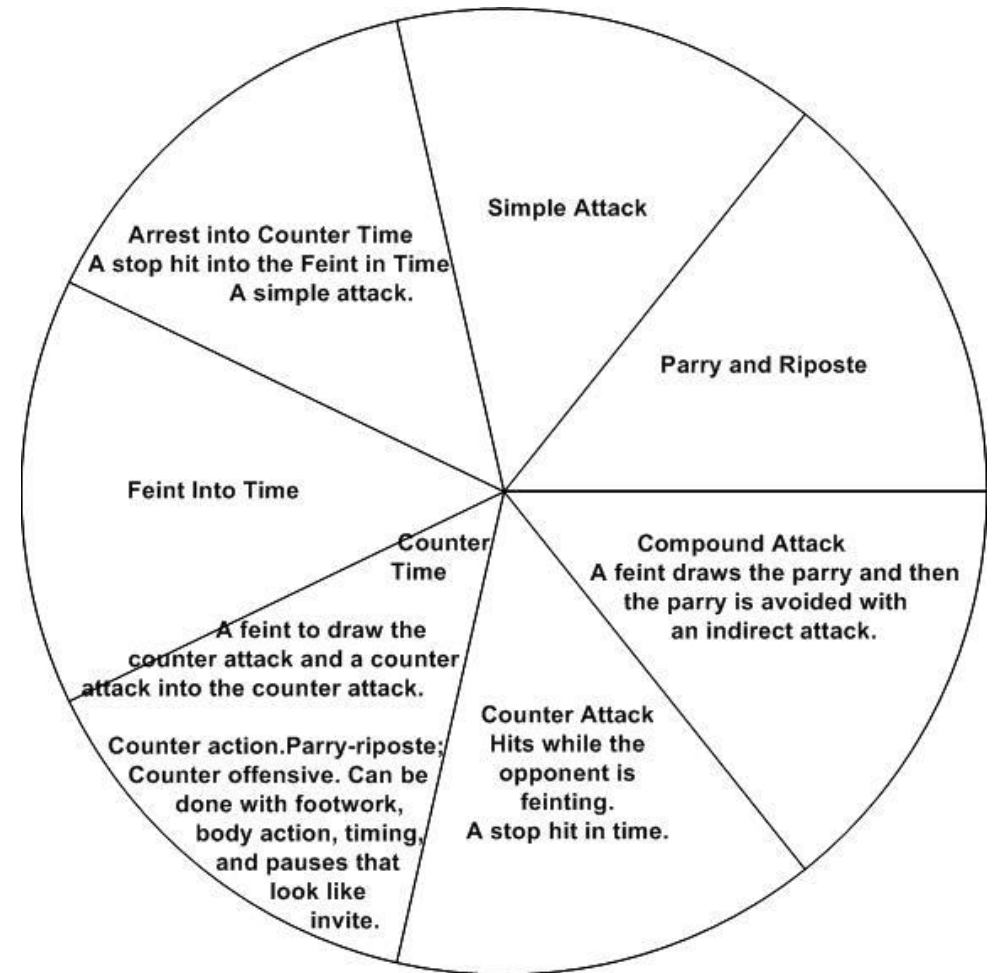 Simple Attack
Parry and Riposte
Compound Attack
A feint draws the parry and then
the parry is avoided with
an indirect attack.
Counter Attack
Hits while the
opponent is
feinting.
A stop hit in time.
Counter
Time
A feint to draw the
counter attack and a counter
attack into the counter attack.
Counter action.Parry-riposte;
Counter offensive. Can be
done with footwork,
body action, timing,
and pauses that
look like
invite.
Feint Into Time
Arrest into Counter Time
A stop hit into the Feint in Time
A simple attack.